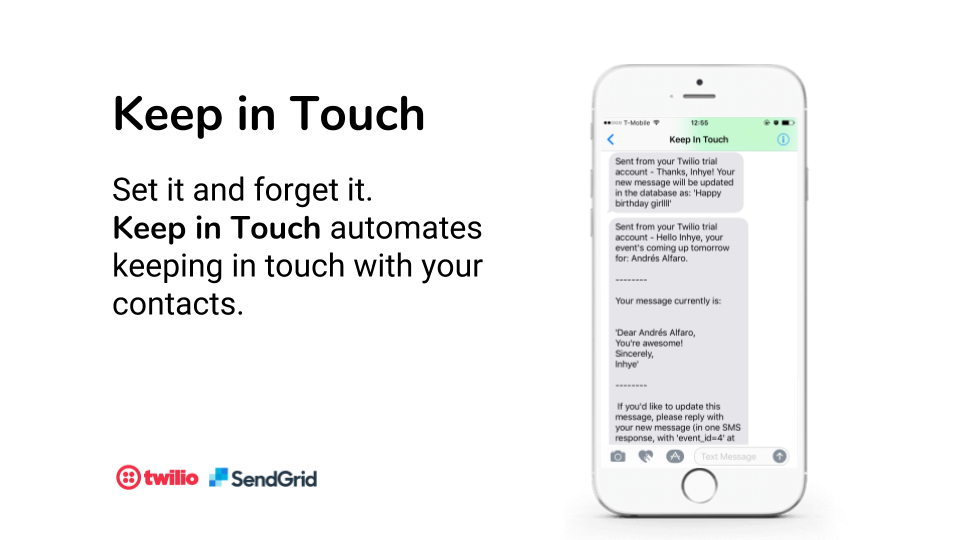 Keep in Touch
Set it and forget it.
Keep in Touch automates
keeping in touch with your
contacts.
twilio SendGrid
T-Mobile 12:55
Keep In Touch
Sent from your Twilio trial
account - Thanks, Inhye! Your
new message will be updated
in the database as: 'Happy
birthday girllll'
Sent from your Twilio trial
account - Hello Inhye, your
event's coming up tomorrow
for: Andrés Alfaro.
--------
Your message currently is:
'Dear Andrés Alfaro,
You're awesome!
Sincerely,
Inhye'
--------
If you'd like to update this
message, please reply with
your new message (in one SMS
response, with 'event_id=4' at
Text Message